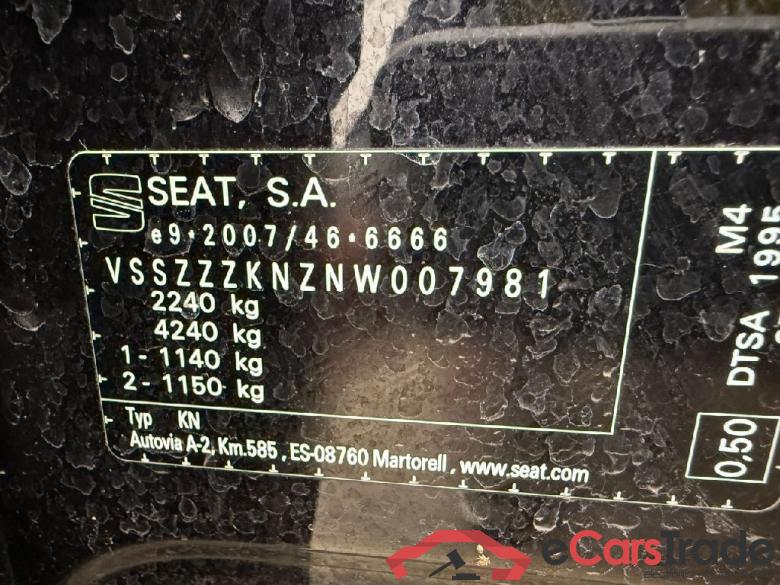 SEAT, S.A.
e9*2007/46*6666
VSSZZZKNZNW007981
2240 kg
4240 kg
1- 1140 kg
2- 1150 kg
Typ KN
Autovia A-2, Km.585, ES-08760 Martorell, www.seat.com
M4
DTSA 1995
0,50
eCarsTrade